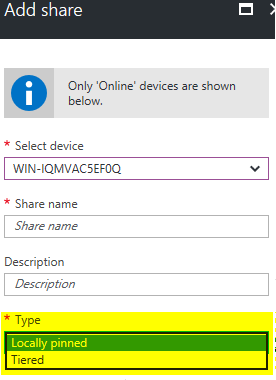 Add share
Only 'Online' devices are shown
below.
* Select device
WIN-IQMVAC5EF0Q
* Share name
Share name
Description
Description
* Type
Locally pinned
Tiered